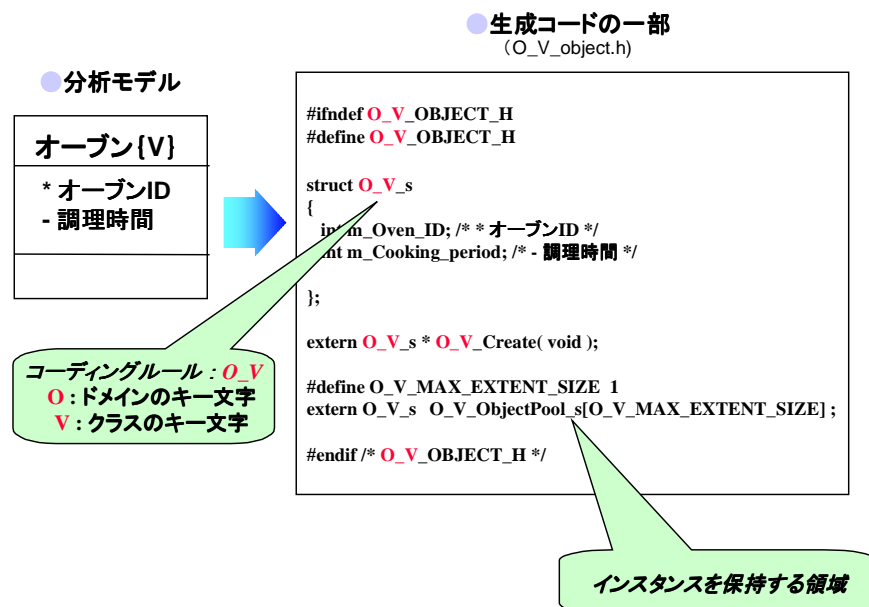 ●分析モデル
オーブン{V}
* オーブンID
- 調理時間
●生成コードの一部
（O_V_object.h)
#ifndef O_V_OBJECT_H
#define O_V_OBJECT_H
struct O_V_s
{
int m_Oven_ID; /* * オーブンID */
int m_Cooking_period; /* - 調理時間 */
};
extern O_V_s * O_V_Create( void );
#define O_V_MAX_EXTENT_SIZE 1
extern O_V_s O_V_ObjectPool_s[O_V_MAX_EXTENT_SIZE] ;
#endif /* O_V_OBJECT_H */
コーディングルール : O_V
O : ドメインのキー文字
V : クラスのキー文字
インスタンスを保持する領域